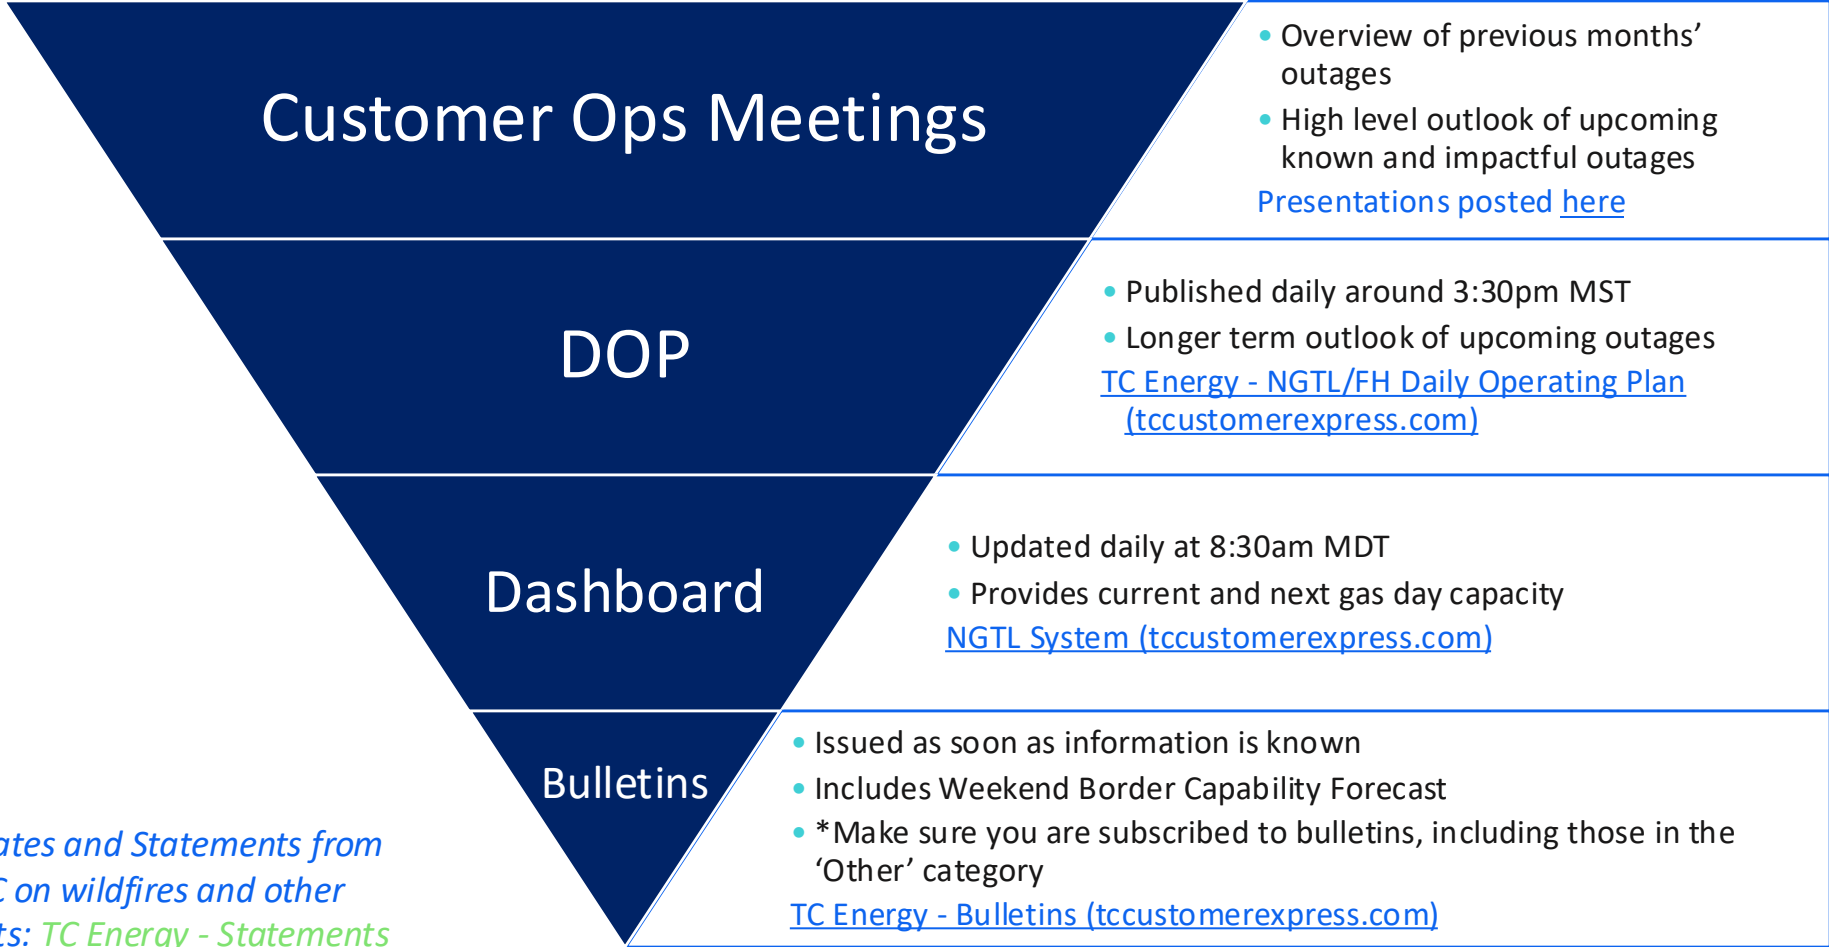 Customer Ops Meetings
• Overview of previous months’
outages
• High level outlook of upcoming
known and impactful outages
Presentations posted here
DOP
• Published daily around 3:30pm MST
• Longer term outlook of upcoming outages
TC Energy - NGTL/FH Daily Operating Plan
(tccustomerexpress.com)
Dashboard
• Updated daily at 8:30am MDT
• Provides current and next gas day capacity
NGTL System (tccustomerexpress.com)
Bulletins
• Issued as soon as information is known
• Includes Weekend Border Capability Forecast
• *Make sure you are subscribed to bulletins, including those in the
‘Other’ category
TC Energy - Bulletins (tccustomerexpress.com)
and Statements from
on wildfires and other
TC Energy - Statements